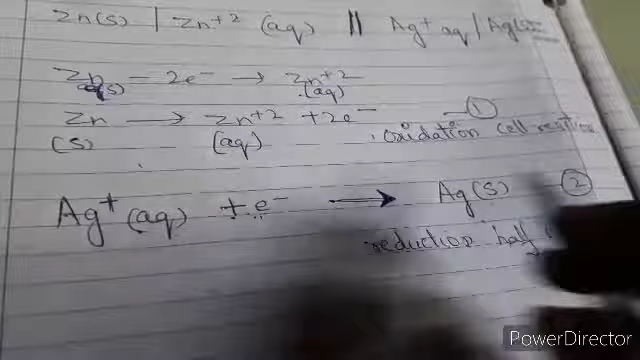 Zn(s) | Zn+2 (aq) || Ag+ aq | Ag(s)
Zn(s) - 2e- → Zn+2 (aq)
Zn → Zn+2 + 2e- — ①
(s) (aq) oxidation cell reaction
Ag+ (aq) + e- → Ag(s) — ②
reduction half
PowerDirector